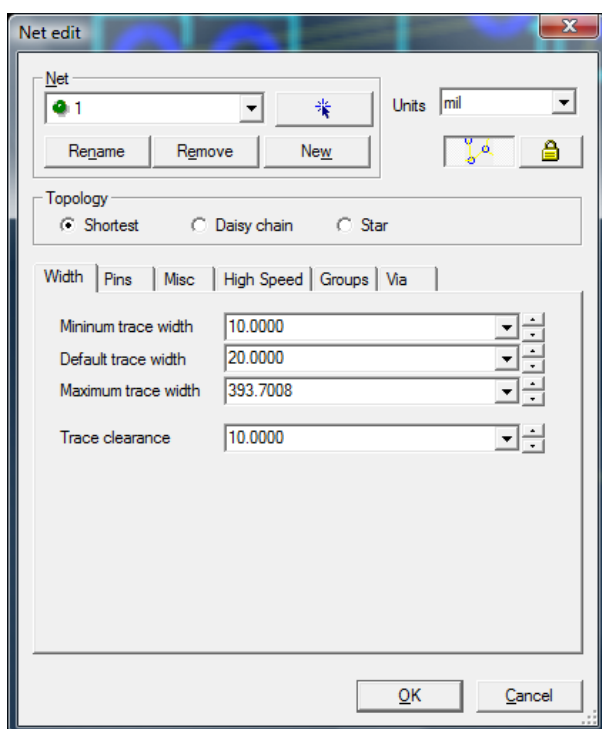 Net edit
Net
1
Units
mil
Rename
Remove
New
Topology
Shortest
Daisy chain
Star
Width
Pins
Misc
High Speed
Groups
Via
Mininum trace width
10.0000
Default trace width
20.0000
Maximum trace width
393.7008
Trace clearance
10.0000
OK
Cancel